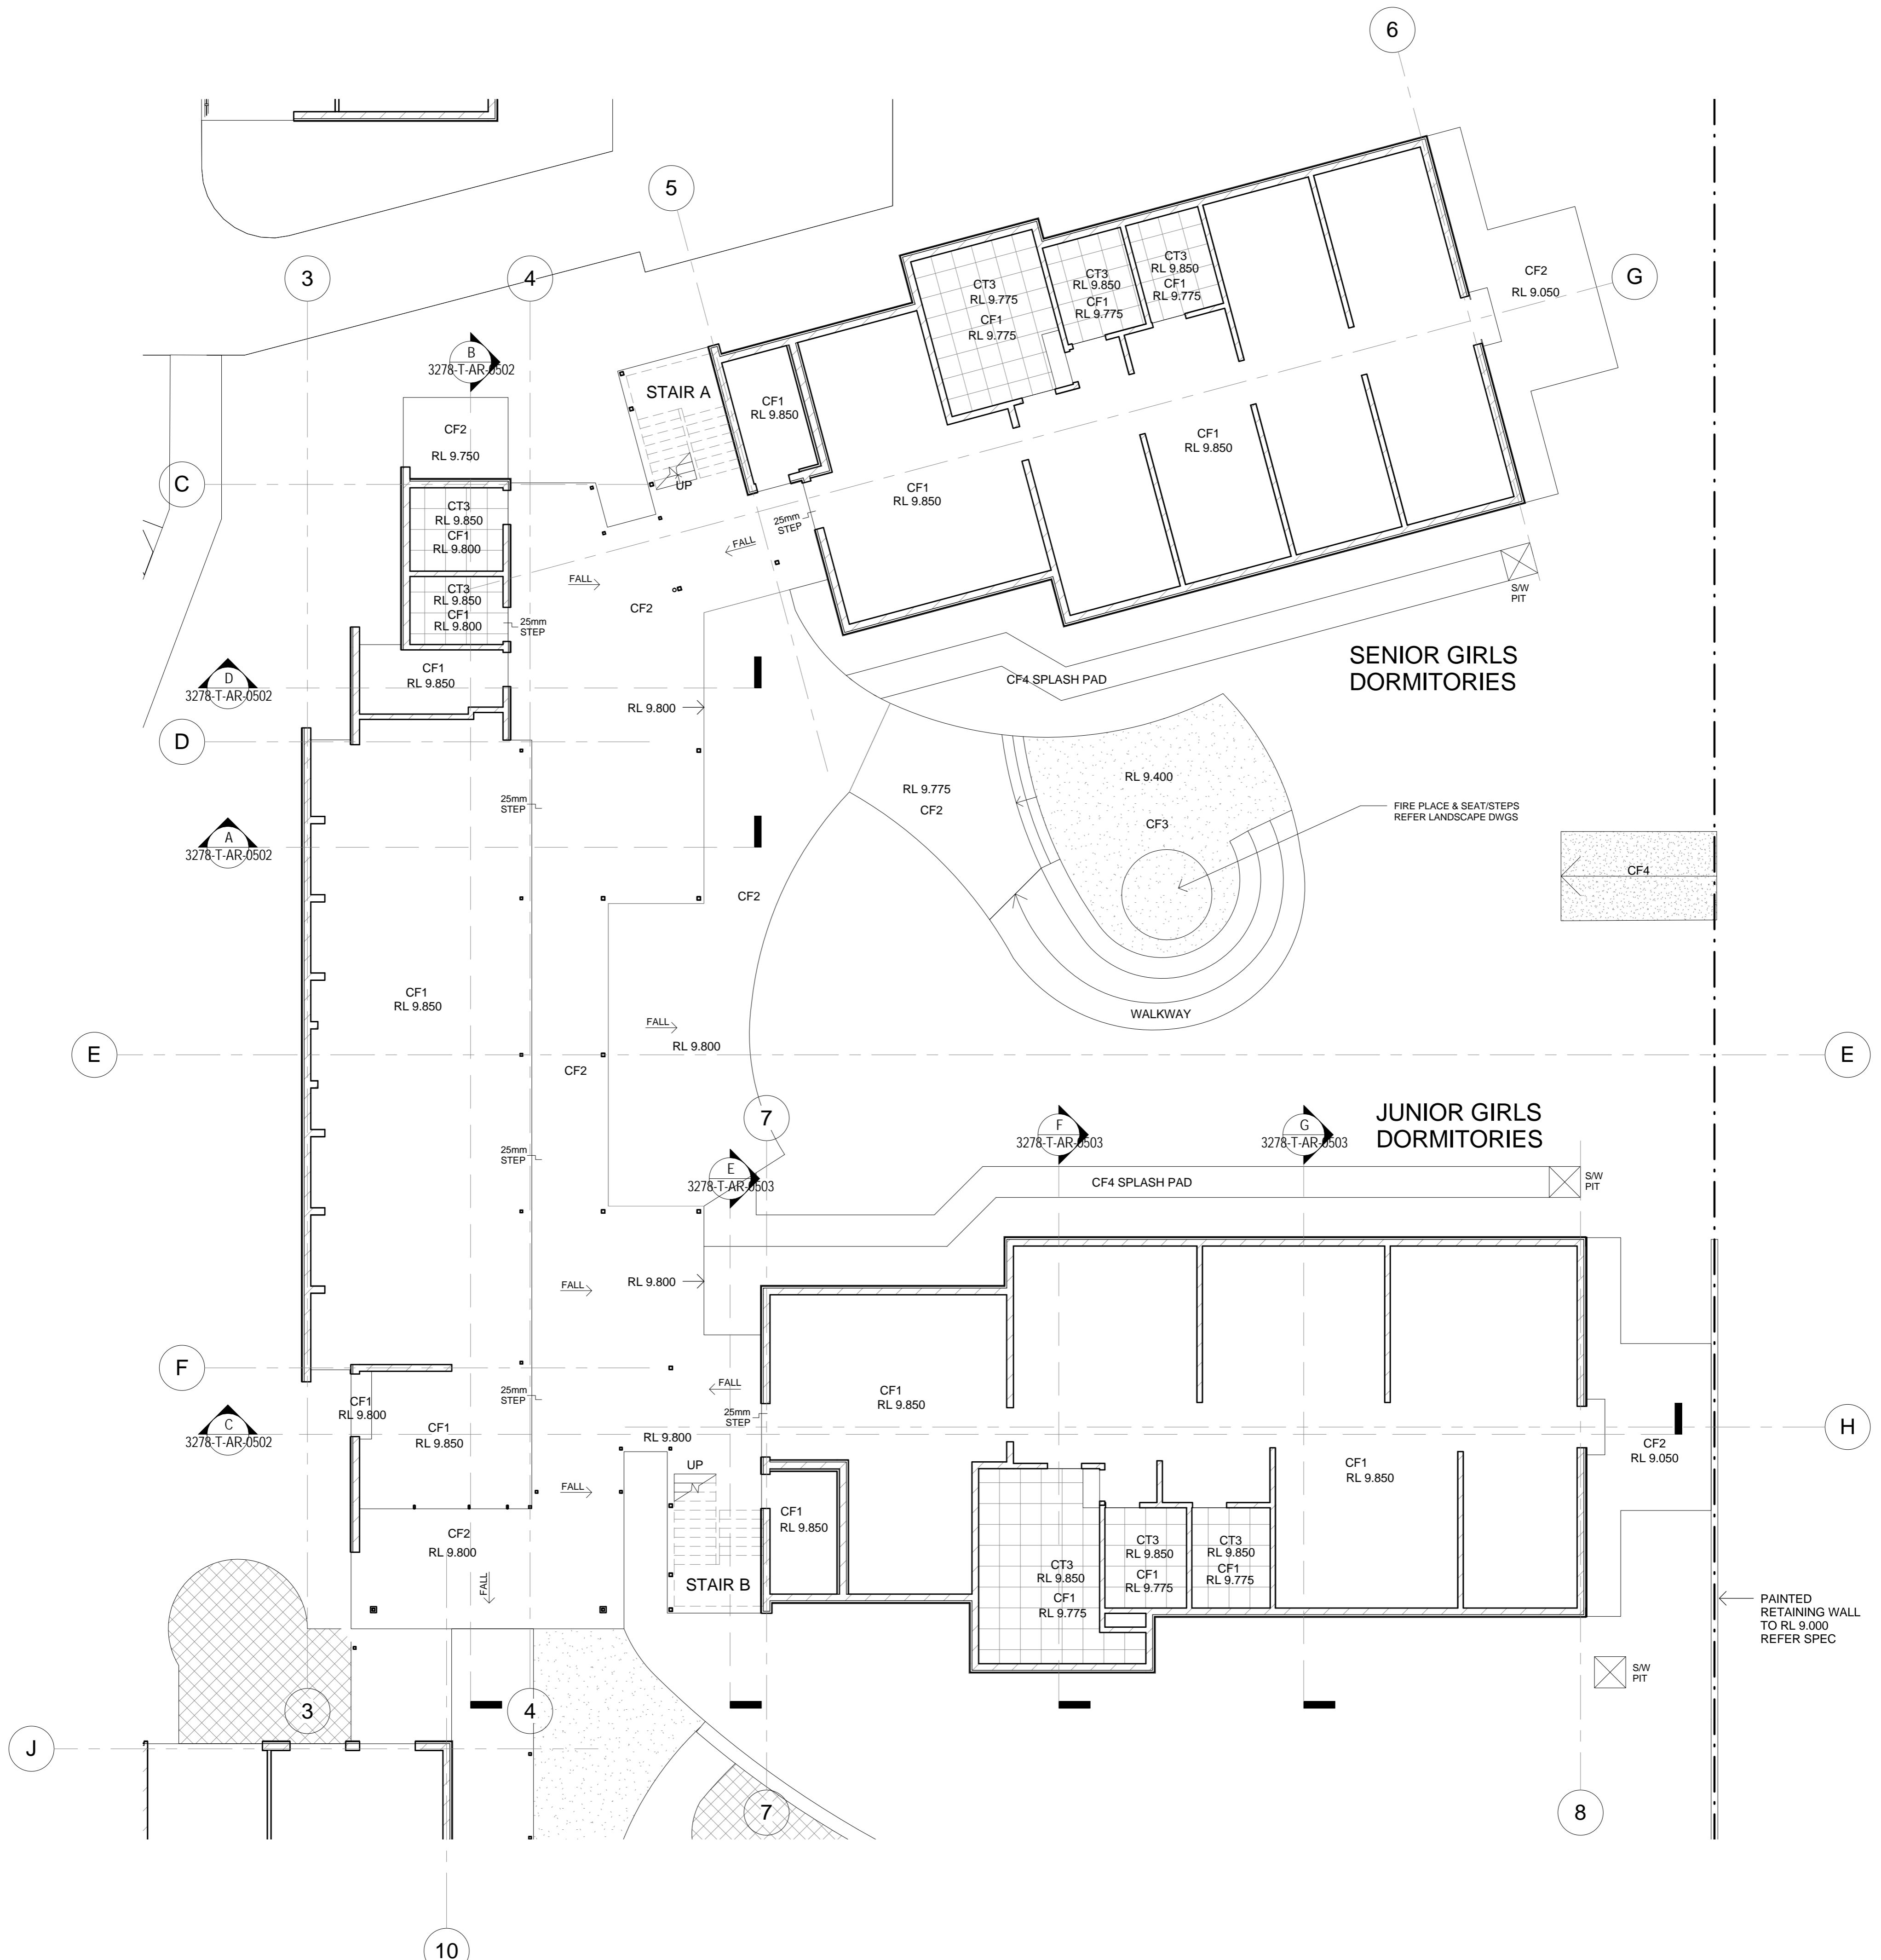 6
5
3
4
G
CF2
RL 9.050
CT3
RL 9.850
CF1
RL 9.775
CT3
RL 9.850
CF1
RL 9.775
CT3
RL 9.775
CF1
RL 9.775
B
3278-T-AR-0502
STAIR A
UP
CF1
RL 9.850
CF2
RL 9.750
CF1
RL 9.850
CF1
RL 9.850
C
CT3
RL 9.850
CF1
RL 9.800
25mm
STEP
FALL
FALL
CT3
RL 9.850
CF1
RL 9.800
25mm
STEP
CF2
S/W
PIT
SENIOR GIRLS
DORMITORIES
CF1
RL 9.850
D
3278-T-AR-0502
CF4 SPLASH PAD
RL 9.800
D
RL 9.775
CF2
RL 9.400
CF3
25mm
STEP
FIRE PLACE & SEAT/STEPS
REFER LANDSCAPE DWGS
A
3278-T-AR-0502
CF4
CF2
CF1
RL 9.850
WALKWAY
FALL
RL 9.800
E
CF2
E
7
F
3278-T-AR-0503
G
3278-T-AR-0503
JUNIOR GIRLS
DORMITORIES
25mm
STEP
E
3278-T-AR-0503
CF4 SPLASH PAD
S/W
PIT
FALL
RL 9.800
F
FALL
25mm
STEP
CF1
RL 9.850
25mm
STEP
CF1
RL 9.800
CF1
RL 9.850
C
3278-T-AR-0502
H
RL 9.800
CF2
RL 9.050
UP
CF1
RL 9.850
FALL
CF1
RL 9.850
CF2
RL 9.800
CT3
RL 9.850
CF1
RL 9.775
CT3
RL 9.850
CF1
RL 9.775
CT3
RL 9.850
CF1
RL 9.775
FALL
STAIR B
PAINTED
RETAINING WALL
TO RL 9.000
REFER SPEC
S/W
PIT
3
4
J
7
8
10